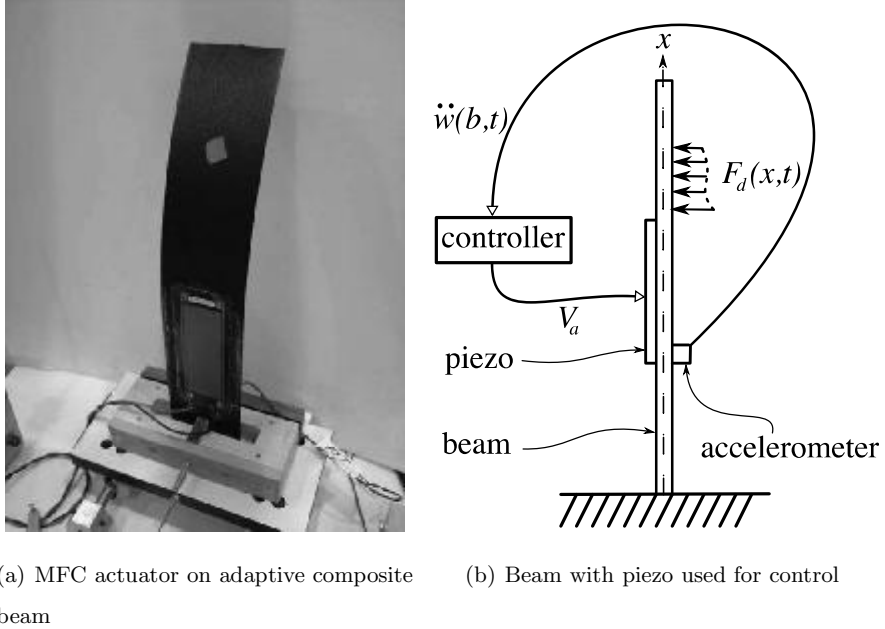 x
ẅ(b,t)
F_d(x,t)
controller
V_a
piezo
beam
accelerometer
(a) MFC actuator on adaptive composite
beam
(b) Beam with piezo used for control